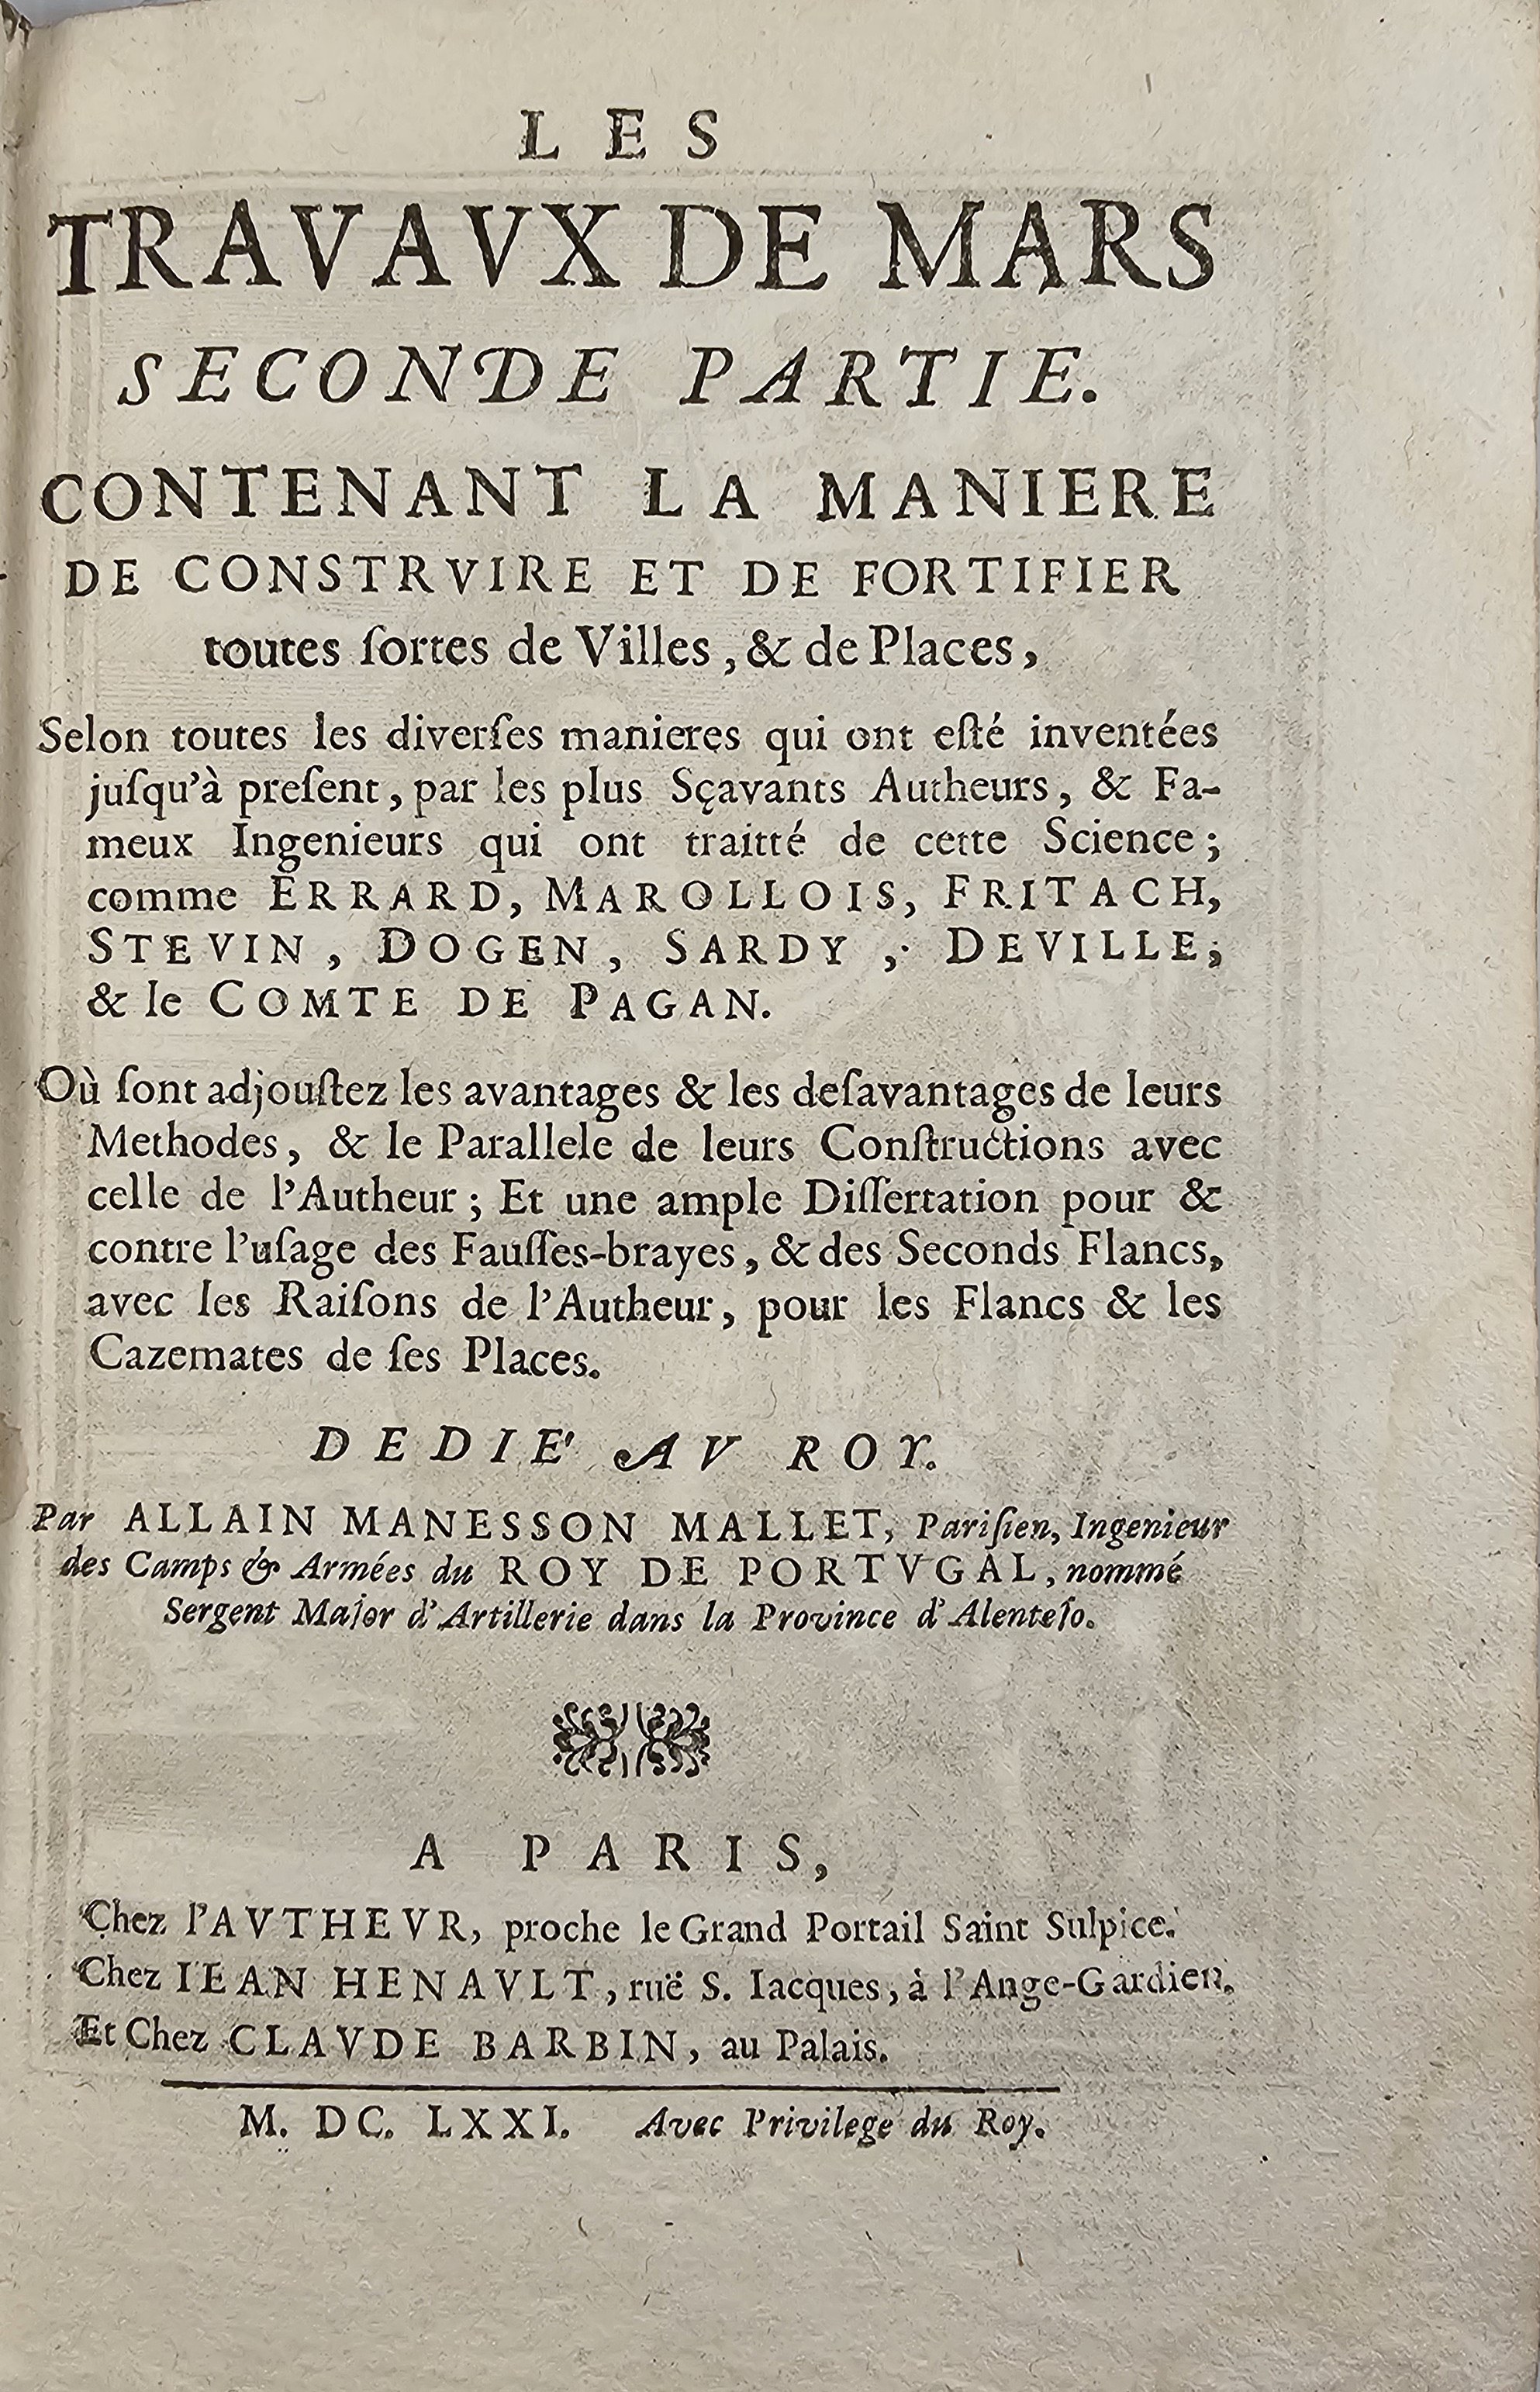 LES
TRAVAVX DE MARS
SECONDE PARTIE.
CONTENANT LA MANIERE
DE CONSTRVIRE ET DE FORTIFIER
toutes ſortes de Villes, & de Places,
Selon toutes les diverſes manieres qui ont eſté inventées
juſqu'à preſent, par les plus Sçavants Autheurs, & Fa-
meux Ingenieurs qui ont traitté de cette Science;
comme ERRARD, MAROLLOIS, FRITACH,
STEVIN, DOGEN, SARDY, DEVILLE,
& le COMTE DE PAGAN.
Où ſont adjouſtez les avantages & les deſavantages de leurs
Methodes, & le Parallele de leurs Conſtructions avec
celle de l'Autheur; Et une ample Diſſertation pour &
contre l'uſage des Fauſſes-brayes, & des Seconds Flancs,
avec les Raiſons de l'Autheur, pour les Flancs & les
Cazemates de ſes Places.
DEDIE' AV ROY.
Par ALLAIN MANESSON MALLET, Pariſien, Ingenieur
des Camps & Armées du ROY DE PORTVGAL, nommé
Sergent Major d'Artillerie dans la Province d'Alentejo.
A PARIS,
Chez l'AVTHEVR, proche le Grand Portail Saint Sulpice.
Chez IEAN HENAVLT, ruë S. Iacques, à l'Ange-Gardien.
Et Chez CLAVDE BARBIN, au Palais.
M. DC. LXXI. Avec Privilege du Roy.